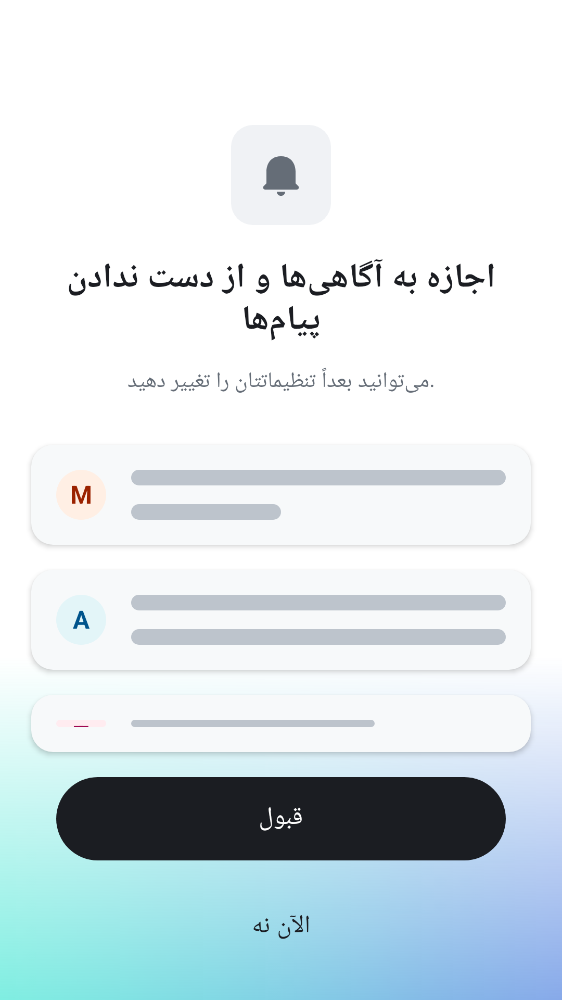 اجازه به آگاهی‌ها و از دست ندادن
پیام‌ها
می‌توانید بعداً تنظیماتتان را تغییر دهید.
M
A
قبول
الآن نه